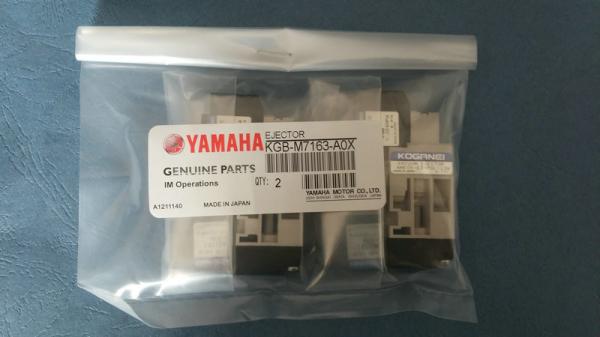 YAMAHA
EJECTOR
KGB-M7163-A0X
GENUINE PARTS
IM Operations
QTY: 2
YAMAHA MOTOR CO., LTD.
A1211140
MADE IN JAPAN
KOGANEI